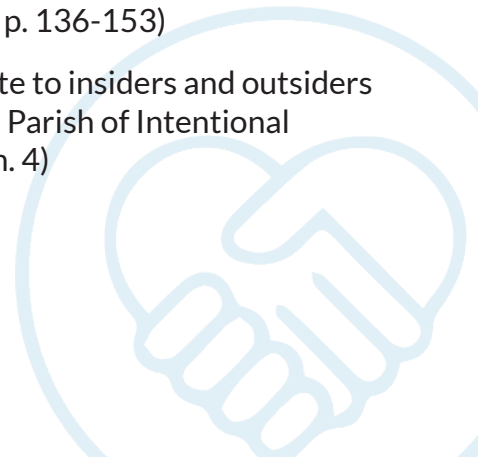 p. 136-153)
te to insiders and outsiders
Parish of Intentional
. 4)